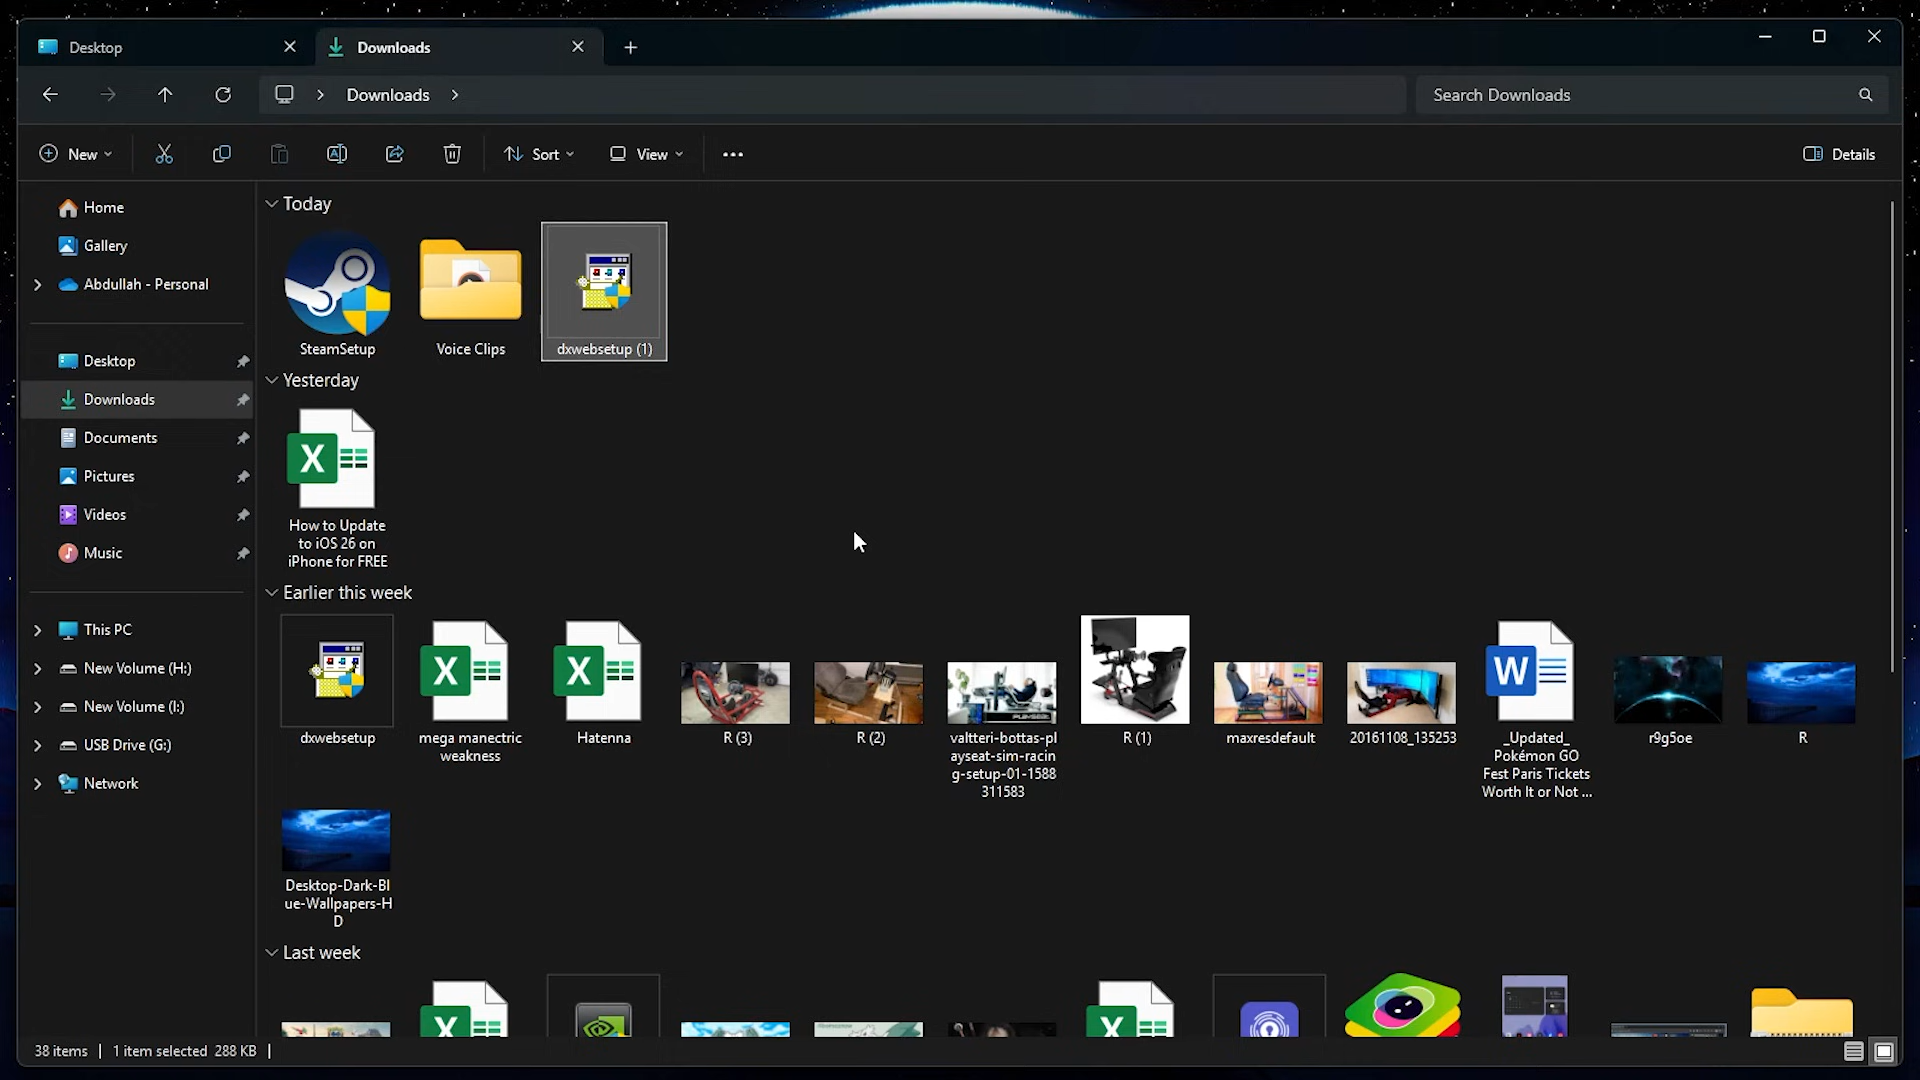 Desktop
Downloads
Downloads
Search Downloads
New
Sort
View
Details
Home
Gallery
Abdullah - Personal
Desktop
Downloads
Documents
Pictures
Videos
Music
This PC
New Volume (H:)
New Volume (I:)
USB Drive (G:)
Network
Today
SteamSetup
Voice Clips
dxwebsetup (1)
Yesterday
How to Update
to iOS 26 on
iPhone for FREE
Earlier this week
dxwebsetup
mega manectric
weakness
Hatenna
R (3)
R (2)
valtteri-bottas-pl
ayseat-sim-racin
g-setup-01-1588
311583
R (1)
maxresdefault
20161108_135253
_Updated_
Pokémon GO
Fest Paris Tickets
Worth It or Not ...
r9g5oe
R
Desktop-Dark-Bl
ue-Wallpapers-H
D
Last week
38 items
1 item selected 288 KB